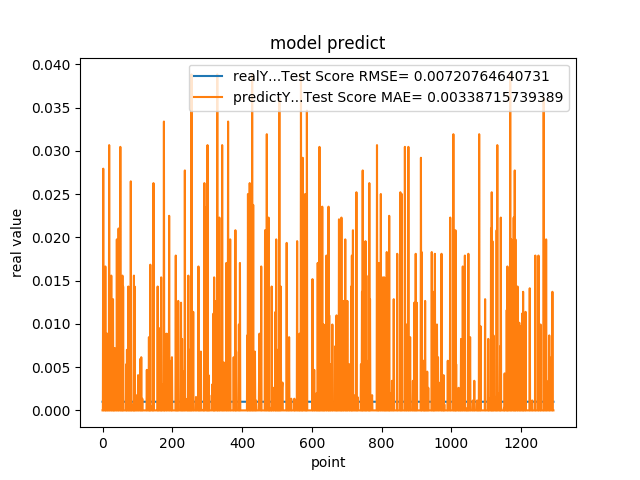 model predict
realY...Test Score RMSE= 0.00720764640731
predictY...Test Score MAE= 0.00338715739389
real value
0.040
0.035
0.030
0.025
0.020
0.015
0.010
0.005
0.000
0 200 400 600 800 1000 1200
point